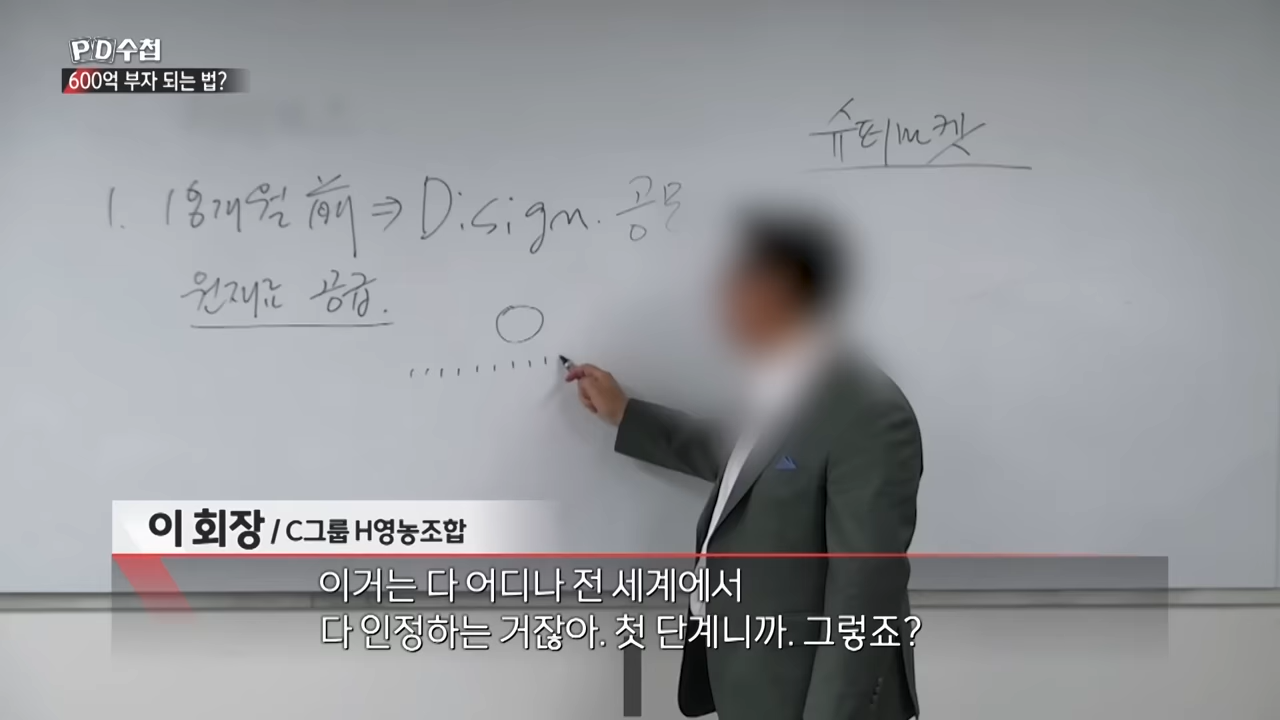 PD수첩
600억 부자 되는 법?
슈퍼마켓
1. 18개월 前 ⇒ Disign. 공모
원재료 공급.
이 회장 / C그룹 H영농조합
이거는 다 어디나 전 세계에서
다 인정하는 거잖아. 첫 단계니까. 그렇죠?